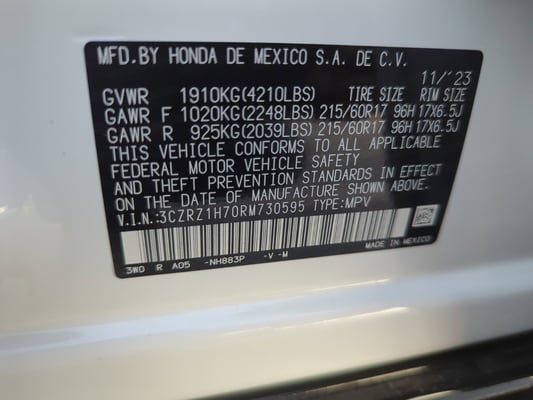 MFD.BY HONDA DE MEXICO S.A. DE C.V.
11/'23
GVWR 1910KG(4210LBS) TIRE SIZE RIM SIZE
GAWR F 1020KG(2248LBS) 215/60R17 96H 17X6.5J
GAWR R 925KG(2039LBS) 215/60R17 96H 17X6.5J
THIS VEHICLE CONFORMS TO ALL APPLICABLE
FEDERAL MOTOR VEHICLE SAFETY
AND THEFT PREVENTION STANDARDS IN EFFECT
ON THE DATE OF MANUFACTURE SHOWN ABOVE.
V.I.N:3CZRZ1H70RM730595 TYPE:MPV
MADE IN MEXICO
3W0 R A05 -NH883P -V -M